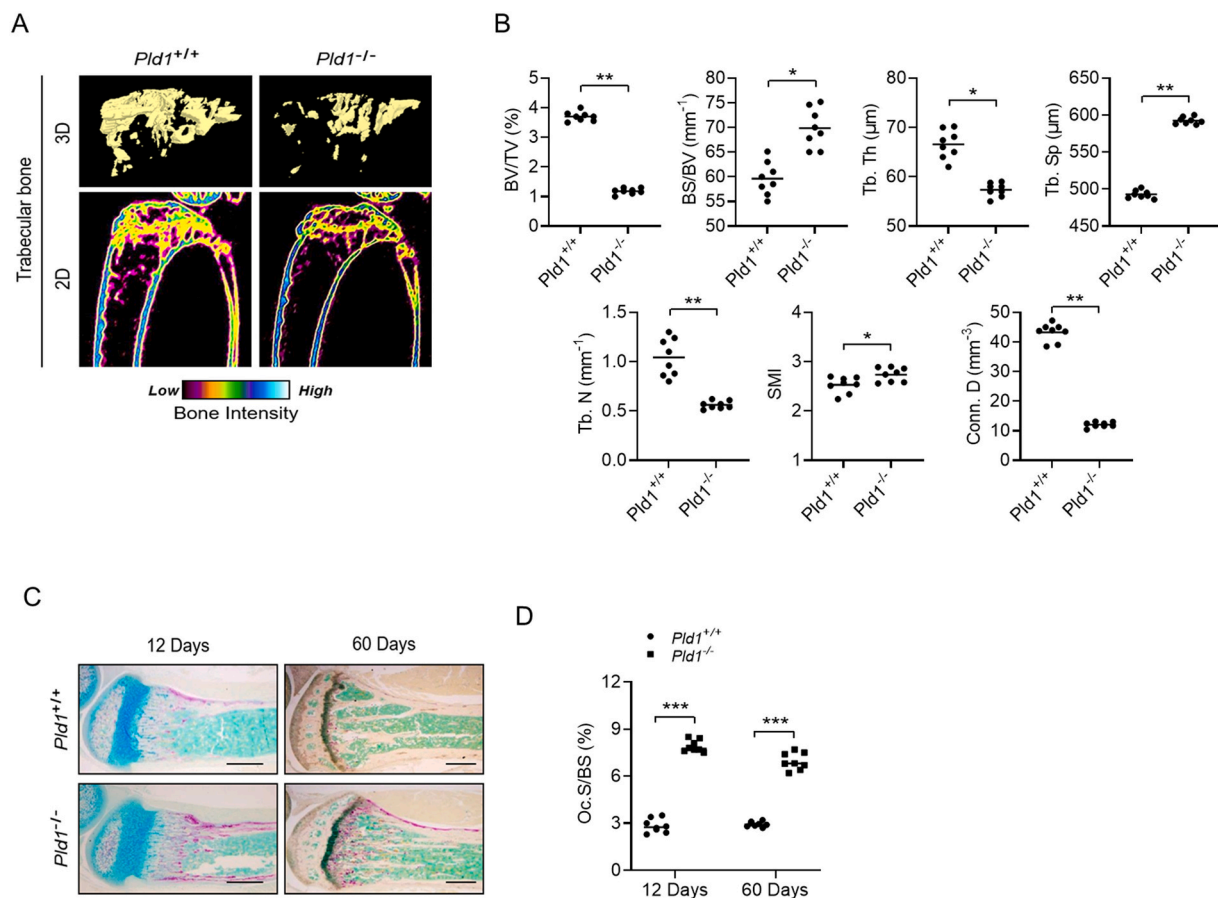 A
Pld1+/+
Pld1-/-
Trabecular bone
3D
2D
Low
High
Bone Intensity
B
BV/TV (%)
5
4
3
2
1
0
**
Pld1+/+
Pld1-/-
BS/BV (mm-1)
80
75
70
65
60
55
50
*
Pld1+/+
Pld1-/-
Tb. Th (μm)
80
70
60
50
*
Pld1+/+
Pld1-/-
Tb. Sp (μm)
650
600
550
500
450
**
Pld1+/+
Pld1-/-
Tb. N (mm-1)
1.5
1.0
0.5
0.0
**
Pld1+/+
Pld1-/-
SMI
4
3
2
1
*
Pld1+/+
Pld1-/-
Conn. D (mm-3)
50
40
30
20
10
0
**
Pld1+/+
Pld1-/-
C
12 Days
60 Days
Pld1+/+
Pld1-/-
D
Pld1+/+
Pld1-/-
Oc.S/BS (%)
12
9
6
3
0
***
***
12 Days
60 Days